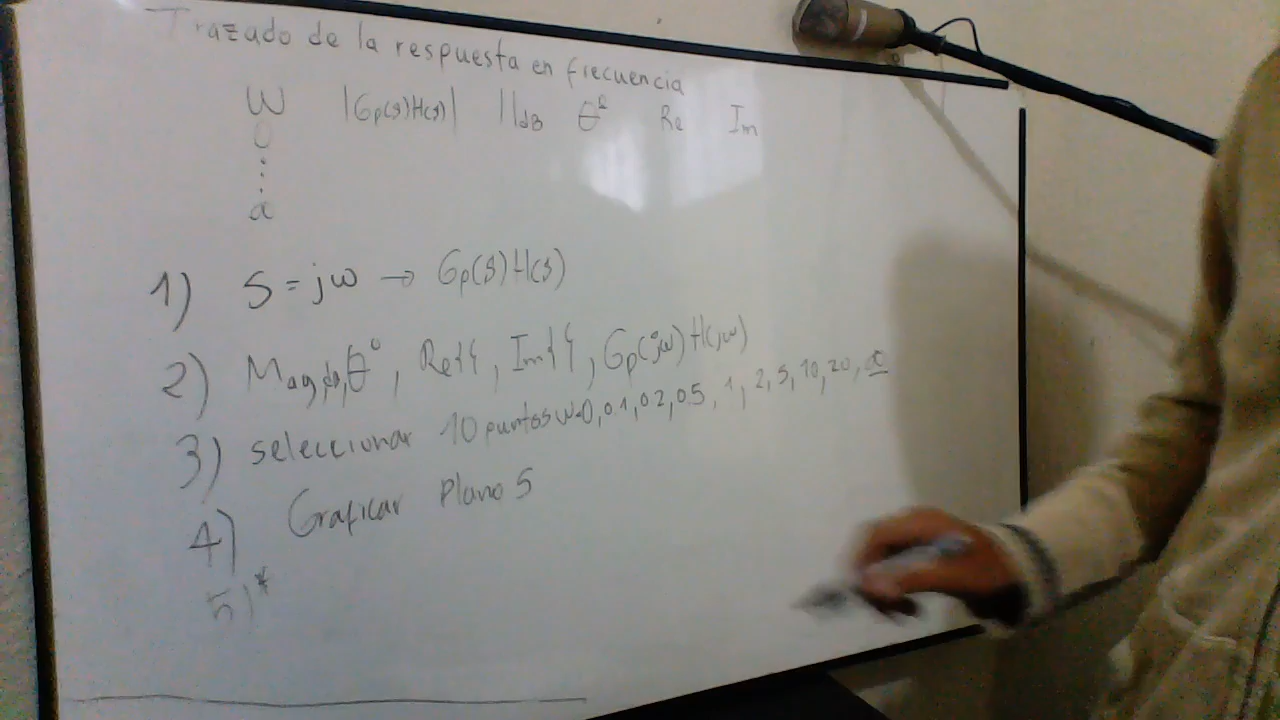 Trazado de la respuesta en frecuencia
W |Gp(s)H(s)| | |dB θº Re Im
0
⋮
α
1) S = jω → Gp(s)H(s)
2) Mag,dB,θ°, Re{{, Im{{, Gp(jω)H(jω)
3) seleccionar 10 puntos w=0,0.1,0.2,0.5, 1, 2, 5, 10, 20, α
4) Graficar Plano S
5)*